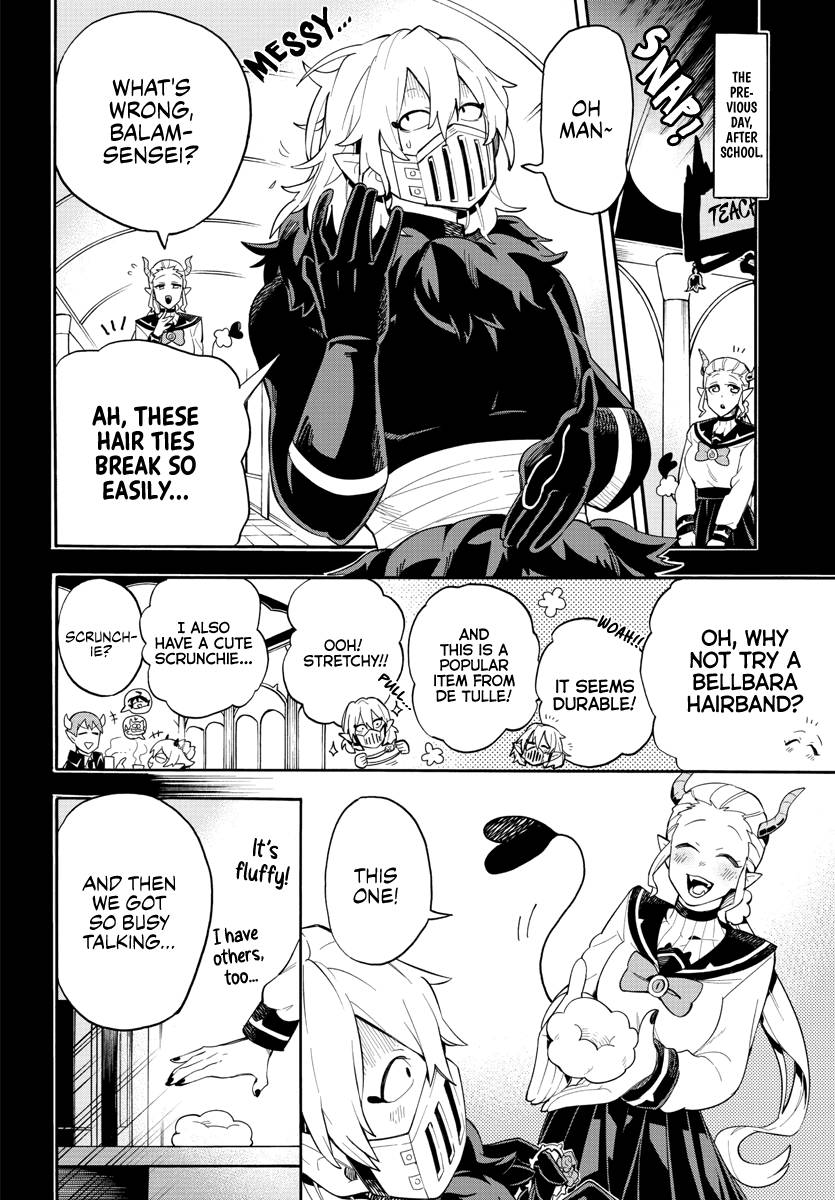 THE
PRE-
VIOUS
DAY,
AFTER
SCHOOL.
SNAP!
TEACH
OH
MAN~
MESSY...
WHAT'S
WRONG,
BALAM-
SENSEI?
AH, THESE
HAIR TIES
BREAK SO
EASILY...
OH, WHY
NOT TRY A
BELLBARA
HAIRBAND?
WOAH!!
IT SEEMS
DURABLE!
AND
THIS IS A
POPULAR
ITEM FROM
DE TULLE!
OOH!
STRETCHY!!
PULL...
I ALSO
HAVE A CUTE
SCRUNCHIE...
SCRUNCH-
IE?
THIS
ONE!
It's
fluffy!
I have
others,
too...
AND THEN
WE GOT
SO BUSY
TALKING...